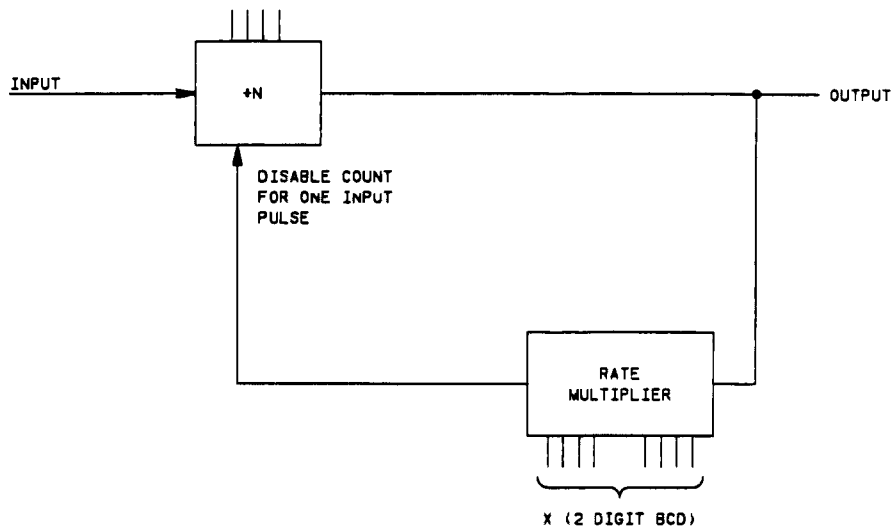 INPUT
÷N
OUTPUT
DISABLE COUNT
FOR ONE INPUT
PULSE
RATE
MULTIPLIER
X (2 DIGIT BCD)